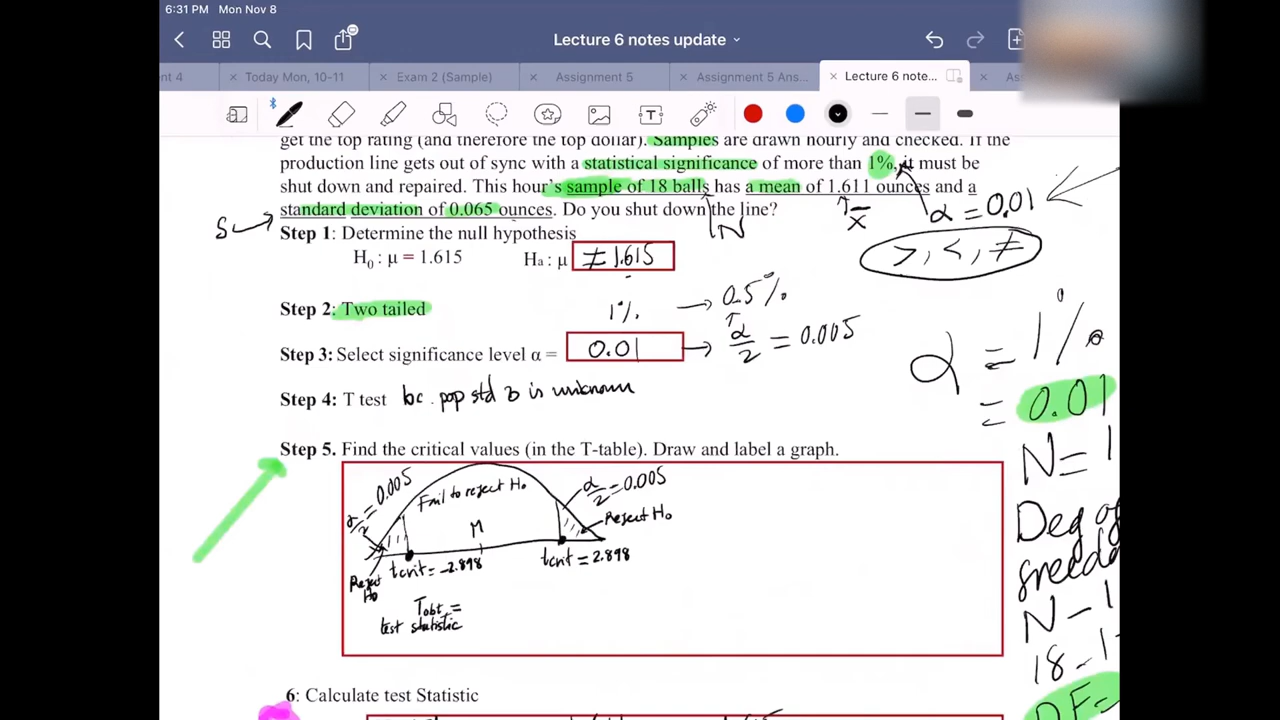 6:31 PM Mon Nov 8
Lecture 6 notes update
nt 4
Today Mon, 10-11
Exam 2 (Sample)
Assignment 5
Assignment 5 Ans...
Lecture 6 note...
get the top rating (and therefore the top dollar). Samples are drawn hourly and checked. If the
production line gets out of sync with a statistical significance of more than 1%, it must be
shut down and repaired. This hour's sample of 18 balls has a mean of 1.611 ounces and a
standard deviation of 0.065 ounces. Do you shut down the line?
S
N
x̅
α = 0.01
>, <, ≠
Step 1: Determine the null hypothesis
H₀ : μ = 1.615 Ha : μ ≠ 1.615
Step 2: Two tailed
1% → 0.5%
Step 3: Select significance level α = 0.01 → α/2 = 0.005
Step 4: T test bc. pop std is unknown
Step 5. Find the critical values (in the T-table). Draw and label a graph.
α/2 = 0.005
Fail to reject H₀
α/2 = 0.005
Reject H₀
M
tcrit = -2.898
tcrit = 2.898
Reject
H₀
Tobt =
test statistic
α = 1%
= 0.01
N = 1
Deg of
freedo
N - 1
18 - 1
DF =
6: Calculate test Statistic